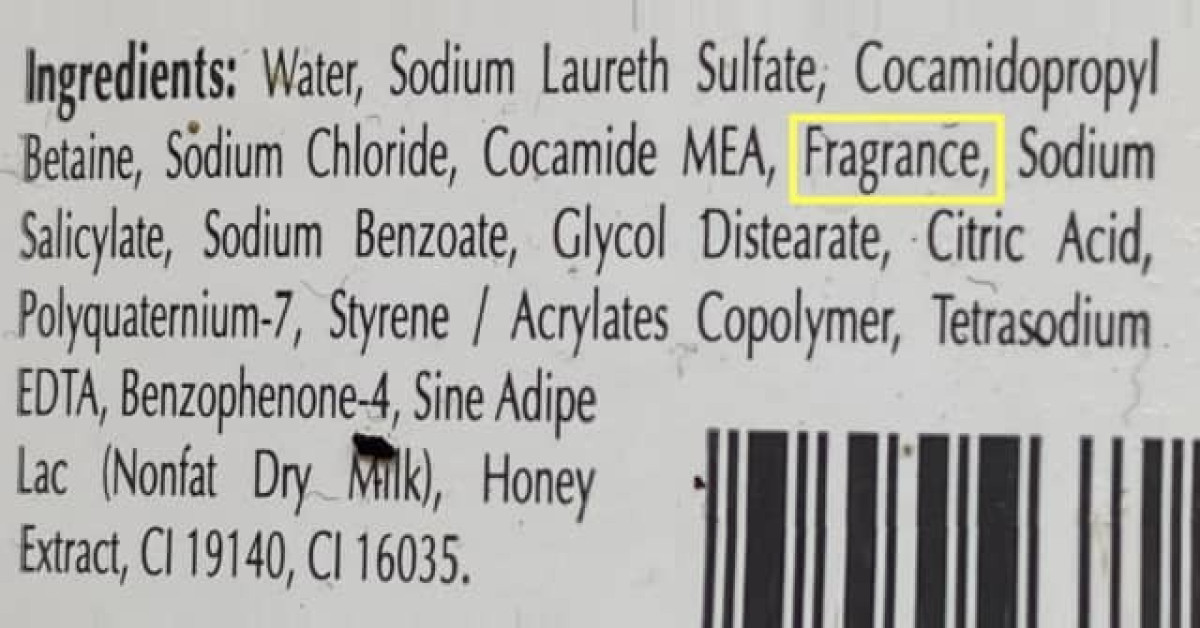 Ingredients: Water, Sodium Laureth Sulfate, Cocamidopropyl
Betaine, Sodium Chloride, Cocamide MEA, Fragrance, Sodium
Salicylate, Sodium Benzoate, Glycol Distearate, Citric Acid,
Polyquaternium-7, Styrene / Acrylates Copolymer, Tetrasodium
EDTA, Benzophenone-4, Sine Adipe
Lac (Nonfat Dry Milk), Honey
Extract, CI 19140, CI 16035.